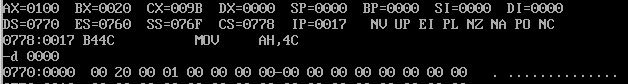 AX=0100 BX=0020 CX=009B DX=0000 SP=0000 BP=0000 SI=0000 DI=0000
DS=0770 ES=0760 SS=076F CS=0778 IP=0017 NV UP EI PL NZ NA PO NC
0778:0017 B44C MOV AH,4C
-d 0000
0770:0000 00 20 00 01 00 00 00 00-00 00 00 00 00 00 00 00 . ..............